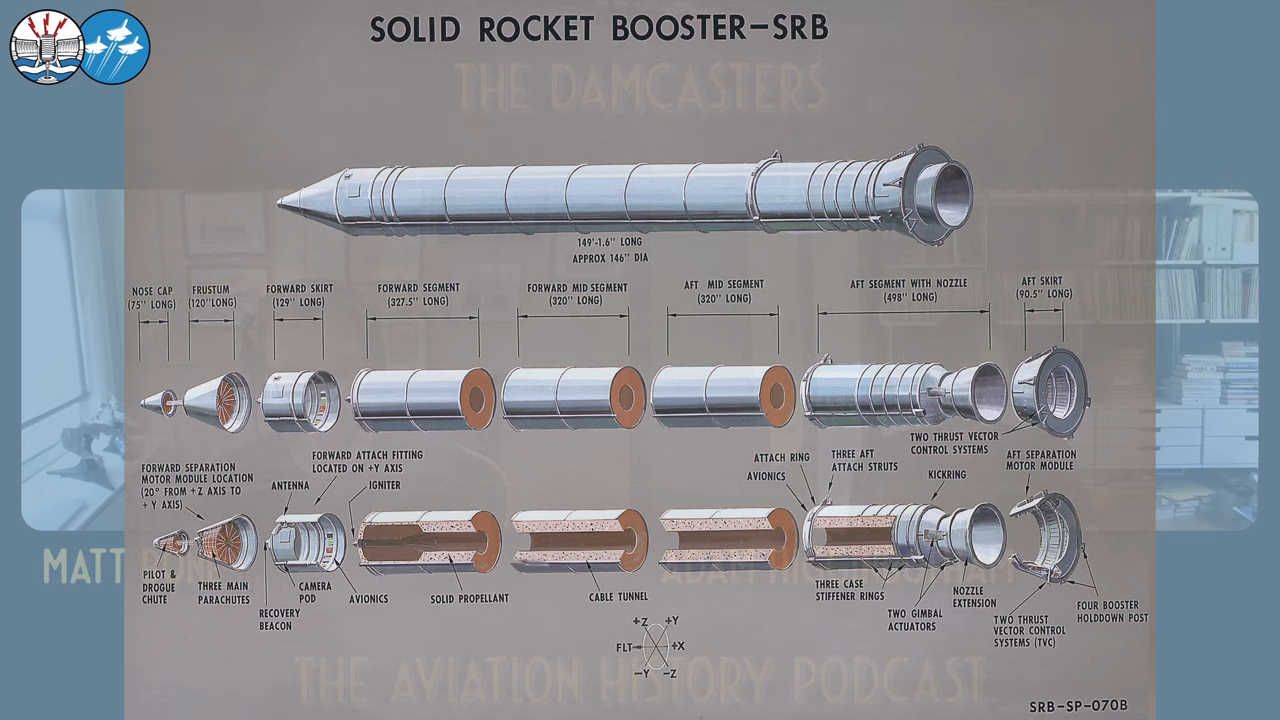 SOLID ROCKET BOOSTER-SRB
THE DAMCASTERS
149'-1.6" LONG
APPROX 146" DIA
NOSE CAP
(75" LONG)
FRUSTUM
(120" LONG)
FORWARD SKIRT
(129" LONG)
FORWARD SEGMENT
(327.5" LONG)
FORWARD MID SEGMENT
(320" LONG)
AFT MID SEGMENT
(320" LONG)
AFT SEGMENT WITH NOZZLE
(498" LONG)
AFT SKIRT
(90.5" LONG)
TWO THRUST VECTOR
CONTROL SYSTEMS
FORWARD SEPARATION
MOTOR MODULE LOCATION
(20° FROM +Z AXIS TO
+Y AXIS)
ANTENNA
FORWARD ATTACH FITTING
LOCATED ON +Y AXIS
IGNITER
ATTACH RING
AVIONICS
THREE AFT
ATTACH STRUTS
KICKRING
AFT SEPARATION
MOTOR MODULE
MATT
PILOT &
DROGUE
CHUTE
THREE MAIN
PARACHUTES
RECOVERY
BEACON
CAMERA
POD
AVIONICS
SOLID PROPELLANT
CABLE TUNNEL
ADAM
THREE CASE
STIFFENER RINGS
TWO GIMBAL
ACTUATORS
NOZZLE
EXTENSION
TWO THRUST
VECTOR CONTROL
SYSTEMS (TVC)
FOUR BOOSTER
HOLDDOWN POST
+Z +Y
FLT +X
-Y -Z
THE AVIATION HISTORY PODCAST
SRB-SP-070B